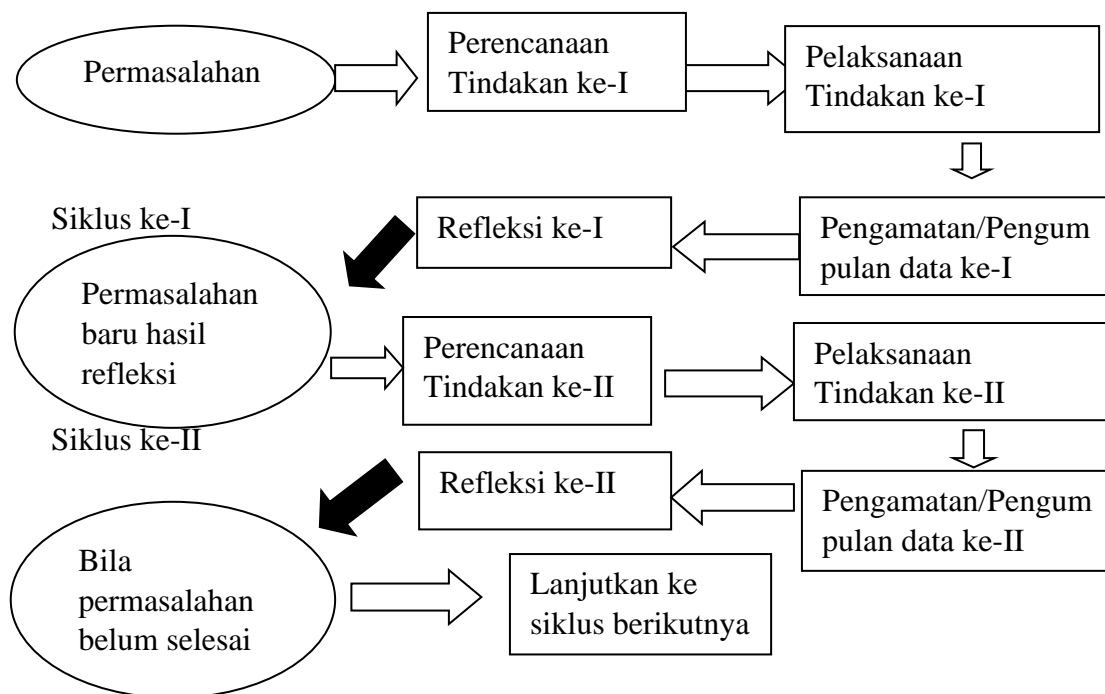 Permasalahan
Perencanaan
Tindakan ke-I
Pelaksanaan
Tindakan ke-I
Siklus ke-I
Refleksi ke-I
Pengamatan/Pengum
pulan data ke-I
Permasalahan
baru hasil
refleksi
Perencanaan
Tindakan ke-II
Pelaksanaan
Tindakan ke-II
Siklus ke-II
Refleksi ke-II
Pengamatan/Pengum
pulan data ke-II
Bila
permasalahan
belum selesai
Lanjutkan ke
siklus berikutnya